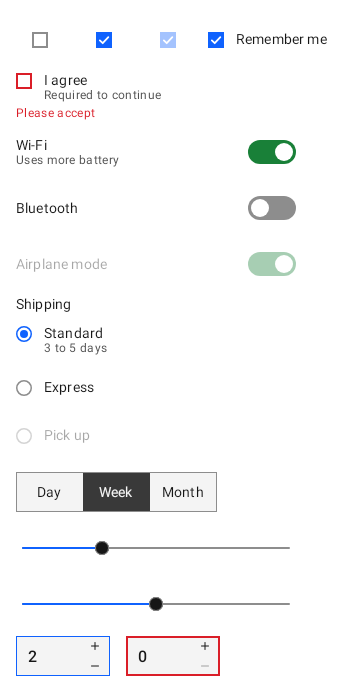 Remember me
I agree
Required to continue
Please accept
Wi-Fi
Uses more battery
Bluetooth
Airplane mode
Shipping
Standard
3 to 5 days
Express
Pick up
Day Week Month
2 0